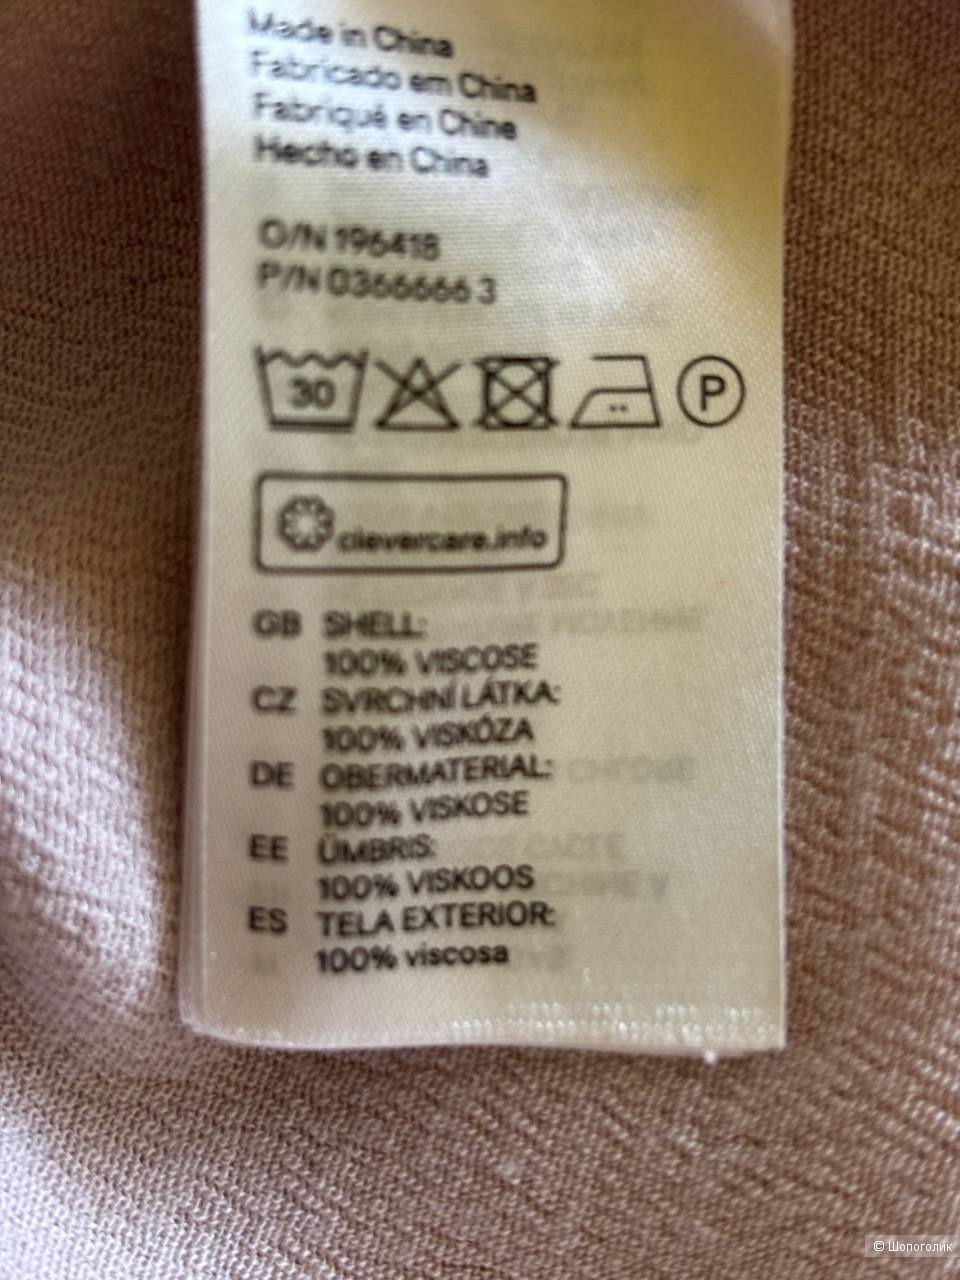 Made in China
Fabricado em China
Fabriqué en Chine
Hecho en China
O/N 196418
P/N 0366666 3
30
P
clevercare.info
GB SHELL:
100% VISCOSE
CZ SVRCHNÍ LÁTKA:
100% VISKÓZA
DE OBERMATERIAL:
100% VISKOSE
EE ÜMBRIS:
100% VISKOOS
ES TELA EXTERIOR:
100% viscosa
© Шопоголик